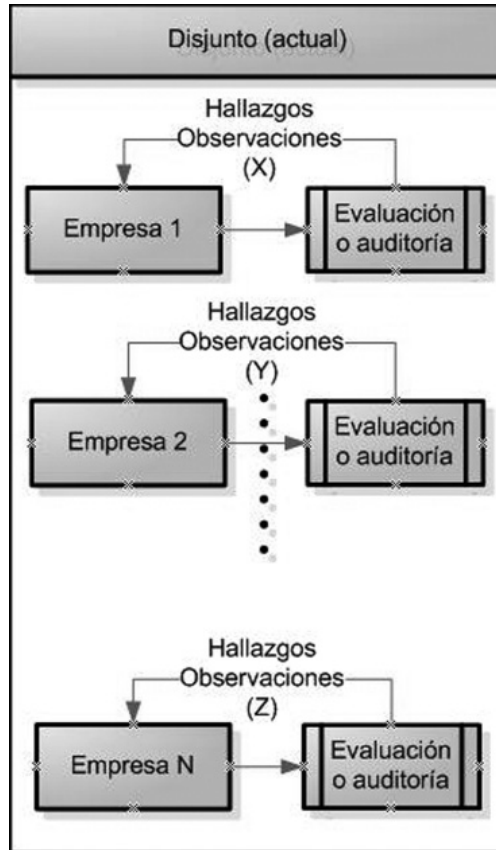 Disjunto (actual)
Hallazgos
Observaciones
(X)
Empresa 1
Evaluación
o auditoría
Hallazgos
Observaciones
(Y)
Empresa 2
Evaluación
o auditoría
Hallazgos
Observaciones
(Z)
Empresa N
Evaluación
o auditoría